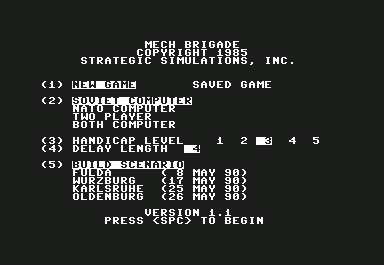 MECH BRIGADE
COPYRIGHT 1985
STRATEGIC SIMULATIONS, INC.
(1) NEW GAME SAVED GAME
(2) SOVIET COMPUTER
NATO COMPUTER
TWO PLAYER
BOTH COMPUTER
(3) HANDICAP LEVEL 1 2 3 4 5
(4) DELAY LENGTH 4
(5) BUILD SCENARIO
FULDA ( 8 MAY 90)
WURZBURG (17 MAY 90)
KARLSRUHE (25 MAY 90)
OLDENBURG (26 MAY 90)
VERSION 1.1
PRESS <SPC> TO BEGIN